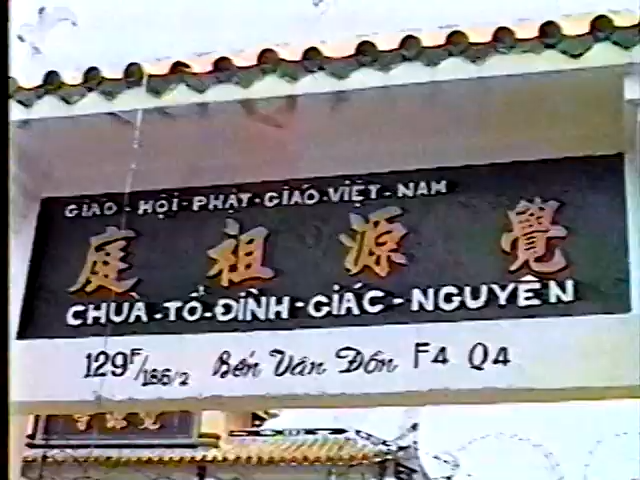 GIÁO-HỘI-PHẬT-GIÁO-VIỆT-NAM
庭祖源覺
CHÙA-TỔ-ĐÌNH-GIÁC-NGUYÊN
129F/186/2 Bến Vân Đồn F4 Q4